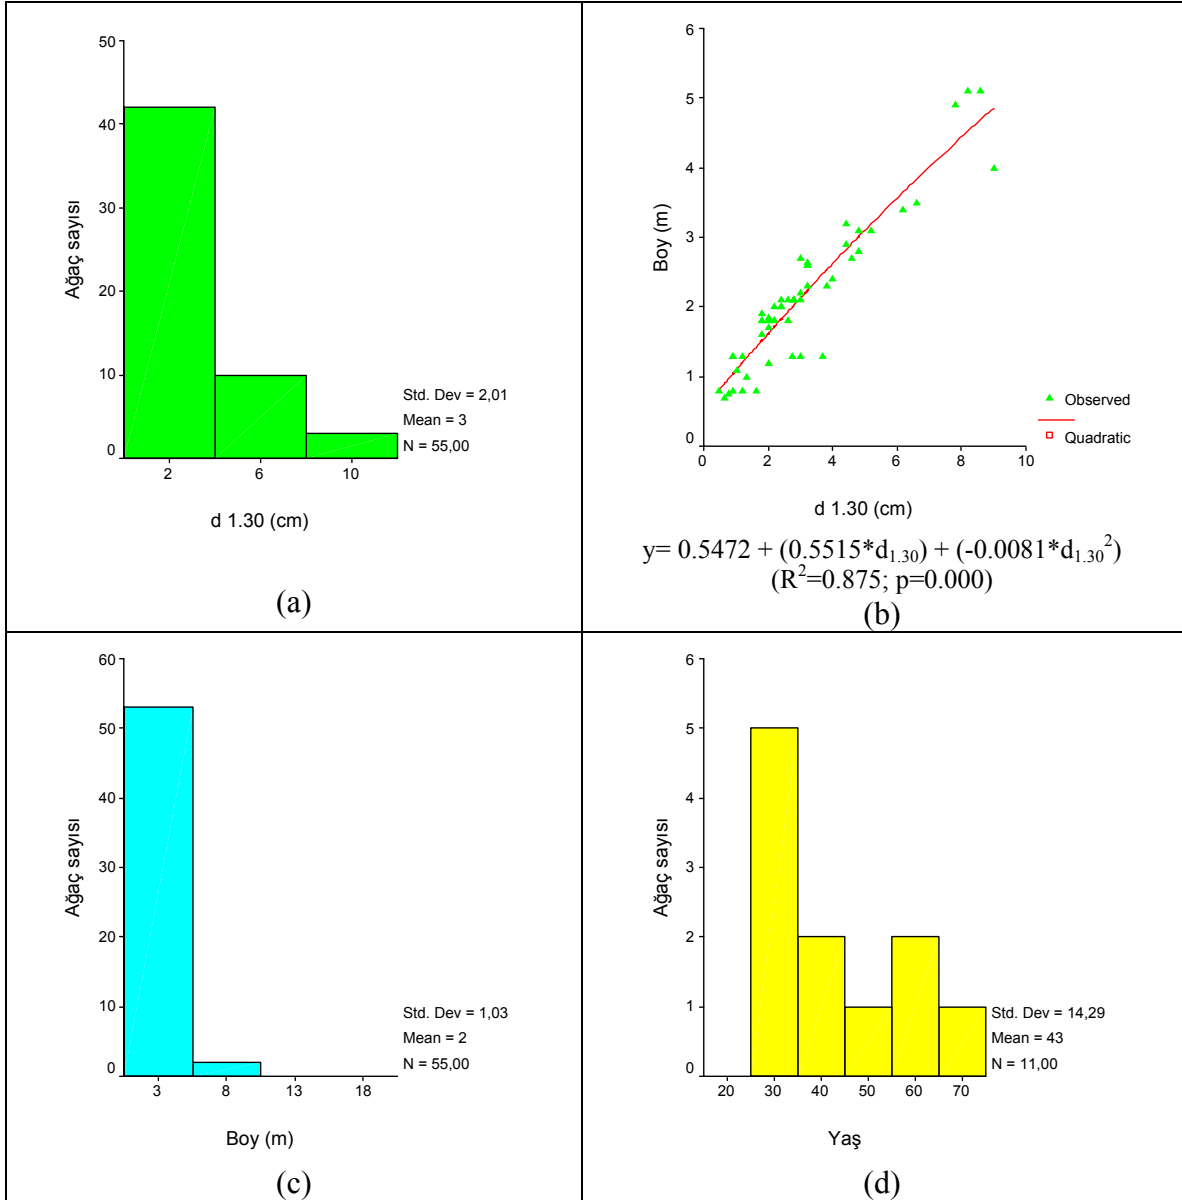 50
40
30
20
10
0
Ağaç sayısı
2 6 10
d 1.30 (cm)
Std. Dev = 2,01
Mean = 3
N = 55,00
(a)
6
5
4
3
2
1
0
Boy (m)
0 2 4 6 8 10
d 1.30 (cm)
Observed
Quadratic
y= 0.5472 + (0.5515*d1.30) + (-0.0081*d1.30²)
(R²=0.875; p=0.000)
(b)
60
50
40
30
20
10
0
Ağaç sayısı
3 8 13 18
Boy (m)
Std. Dev = 1,03
Mean = 2
N = 55,00
(c)
6
5
4
3
2
1
0
Ağaç sayısı
20 30 40 50 60 70
Yaş
Std. Dev = 14,29
Mean = 43
N = 11,00
(d)